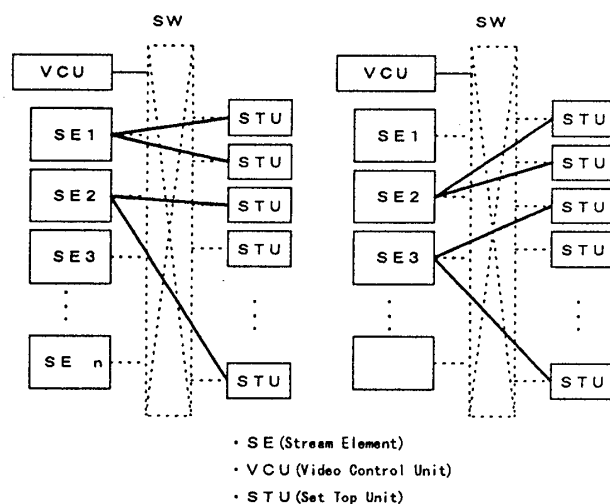 SW
VCU
SE1
SE2
SE3
SE n
STU
STU
STU
STU
STU
SW
VCU
SE1
SE2
SE3
STU
STU
STU
STU
STU
・SE (Stream Element)
・VCU (Video Control Unit)
・STU (Set Top Unit)